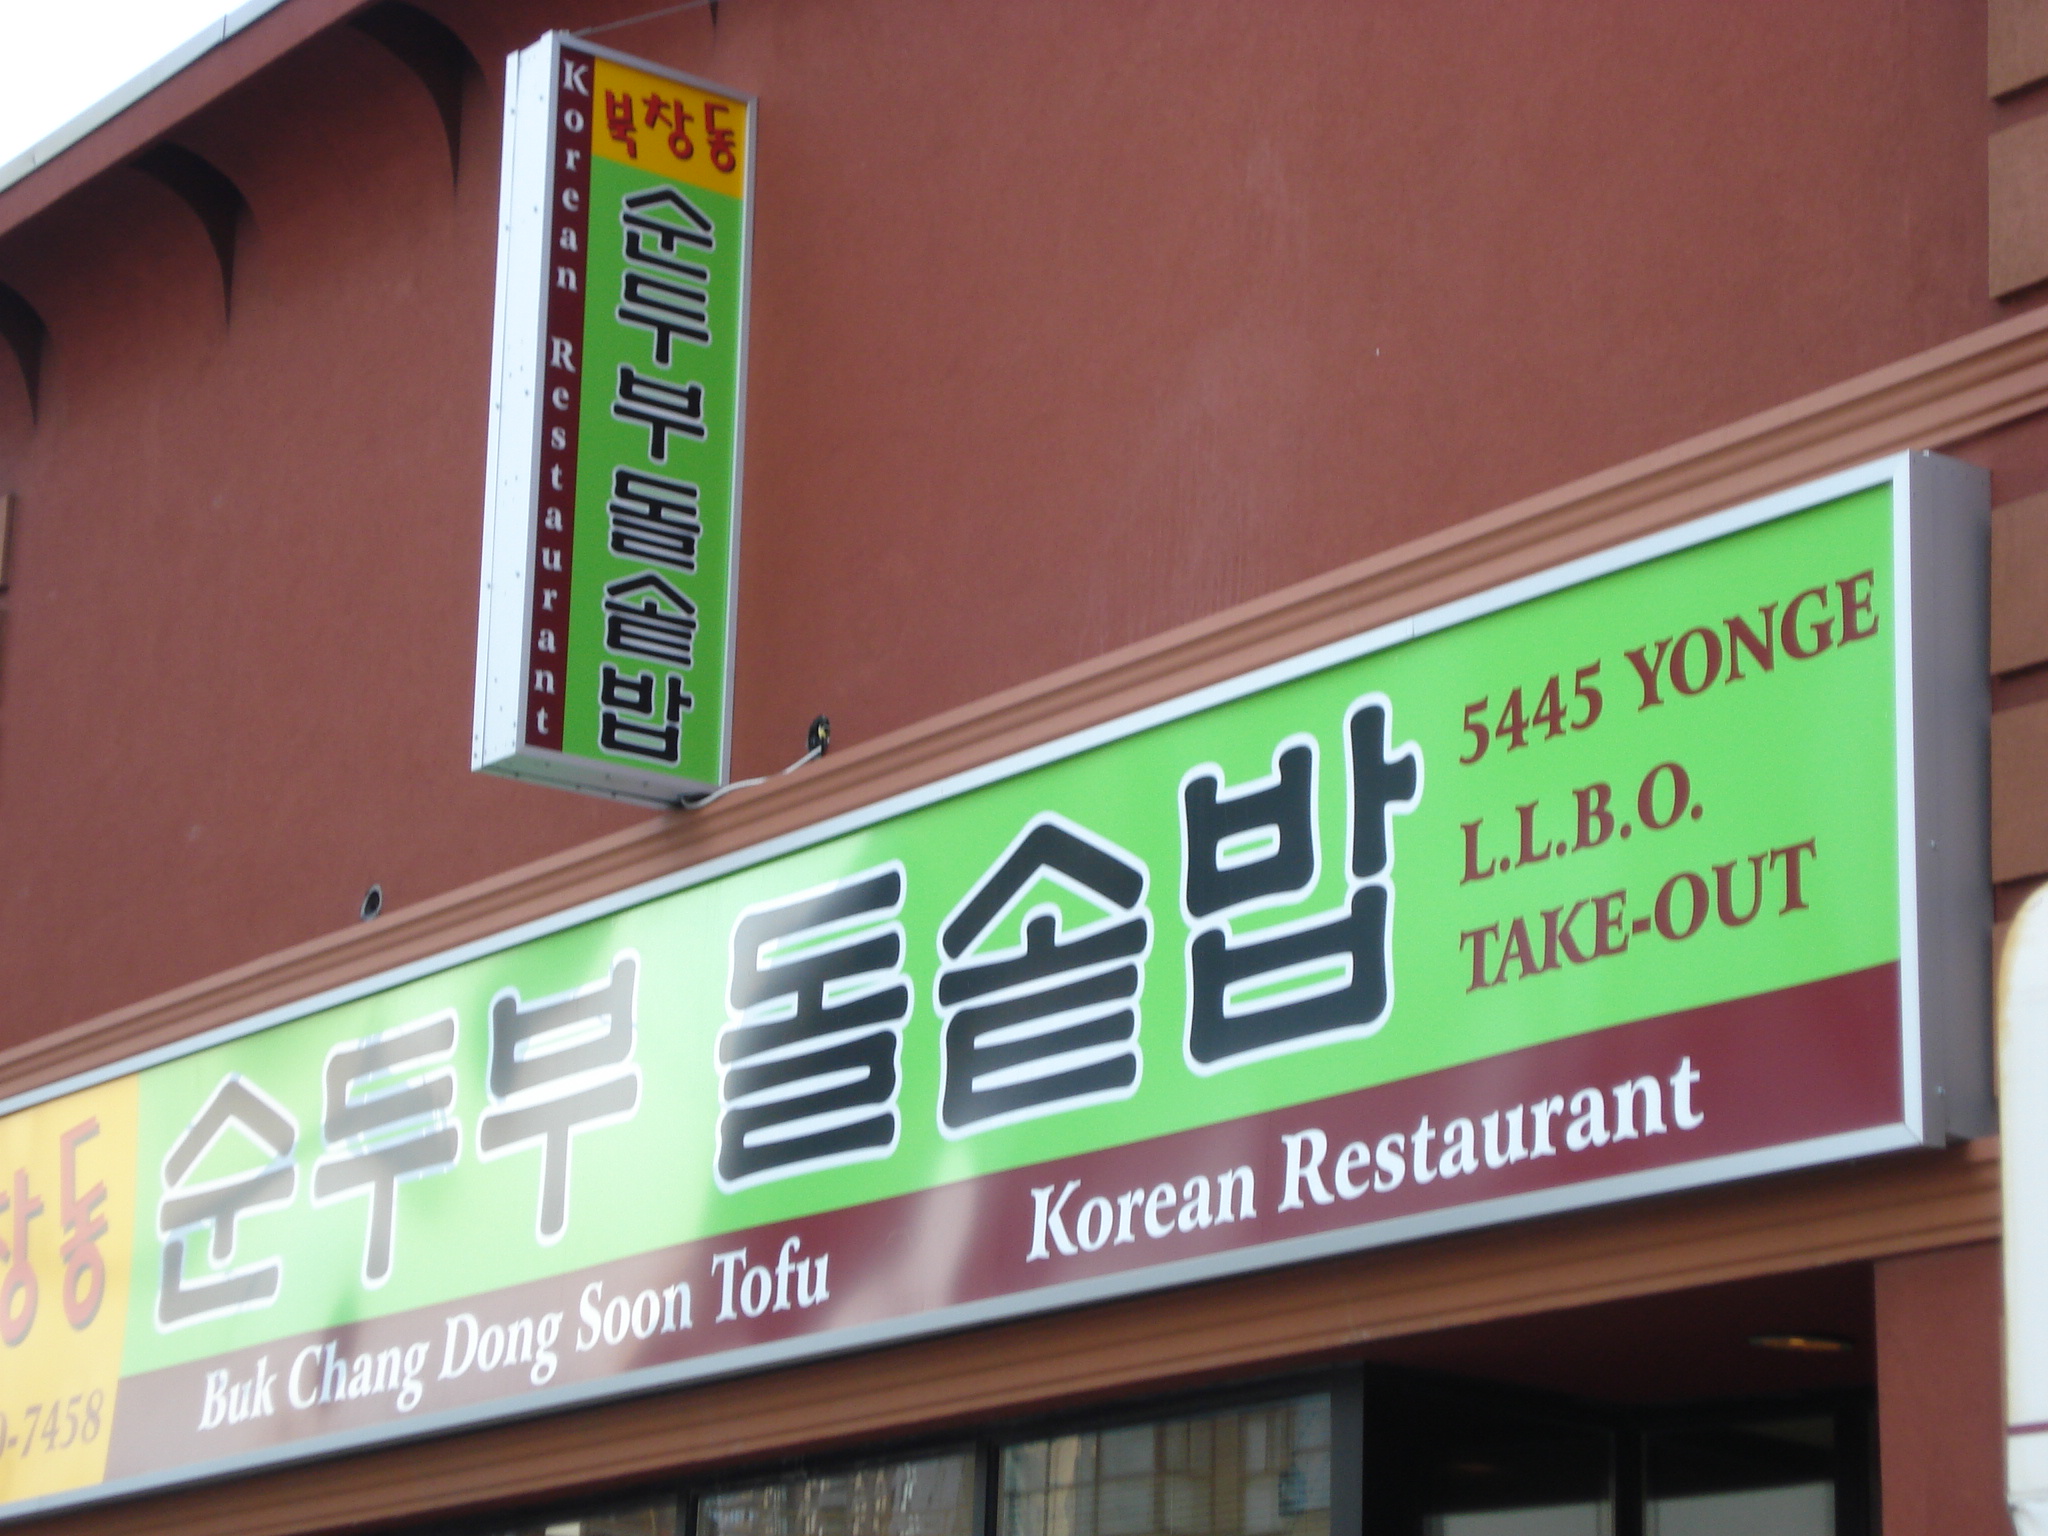 Korean Restaurant
북창동
순두부돌솥밥
창동
순두부 돌솥밥
5445 YONGE
L.L.B.O.
TAKE-OUT
-7458
Buk Chang Dong Soon Tofu
Korean Restaurant